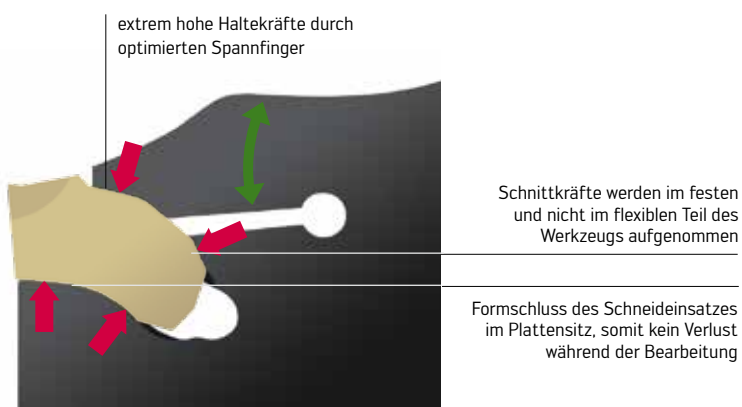 extrem hohe Haltekräfte durch
optimierten Spannfinger
Schnittkräfte werden im festen
und nicht im flexiblen Teil des
Werkzeugs aufgenommen
Formschluss des Schneideinsatzes
im Plattensitz, somit kein Verlust
während der Bearbeitung